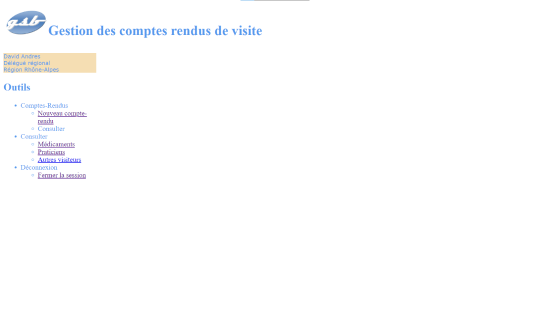 gsb
Gestion des comptes rendus de visite
David Andres
Délégué régional
Région Rhône-Alpes
Outils
Comptes-Rendus
Nouveau compte-
rendu
Consulter
Consulter
Médicaments
Praticiens
Autres visiteurs
Déconnexion
Fermer la session